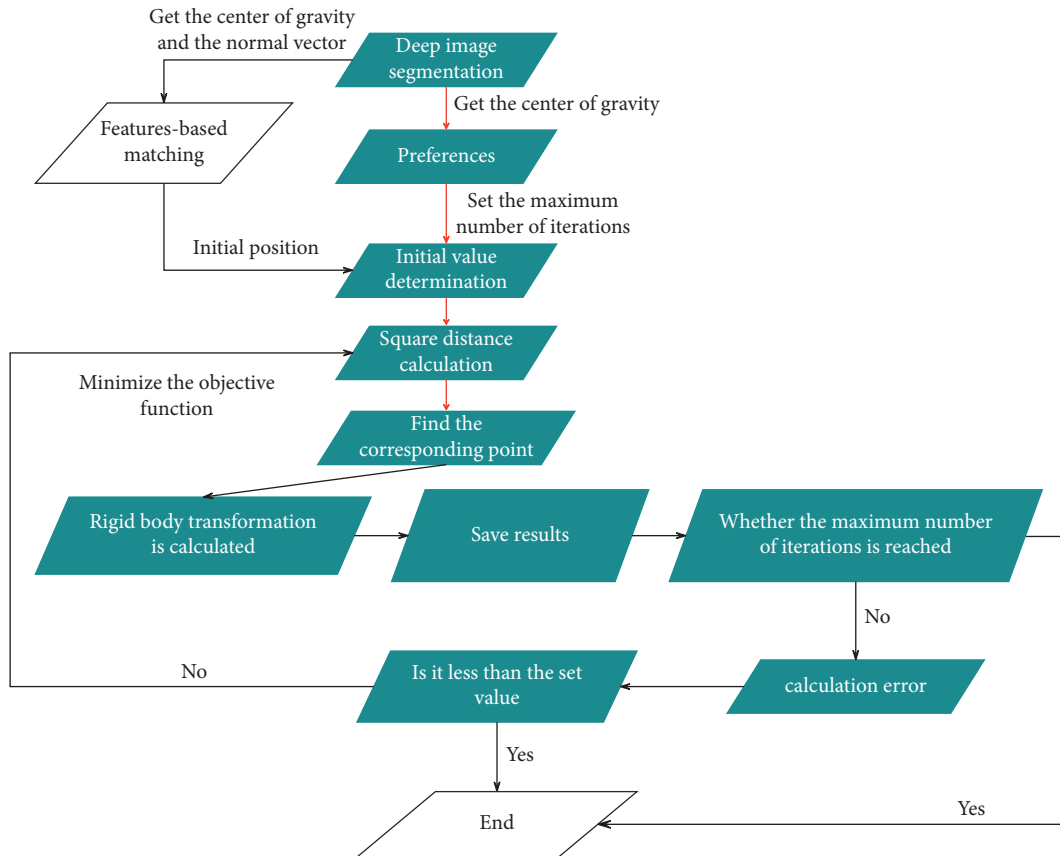 Get the center of gravity
and the normal vector
Deep image
segmentation
Get the center of gravity
Features-based
matching
Preferences
Set the maximum
number of iterations
Initial position
Initial value
determination
Square distance
calculation
Minimize the objective
function
Find the
corresponding point
Rigid body transformation
is calculated
Save results
Whether the maximum number
of iterctions is reached
No
No
Is it less than the set
value
calculation error
Yes
Yes
End